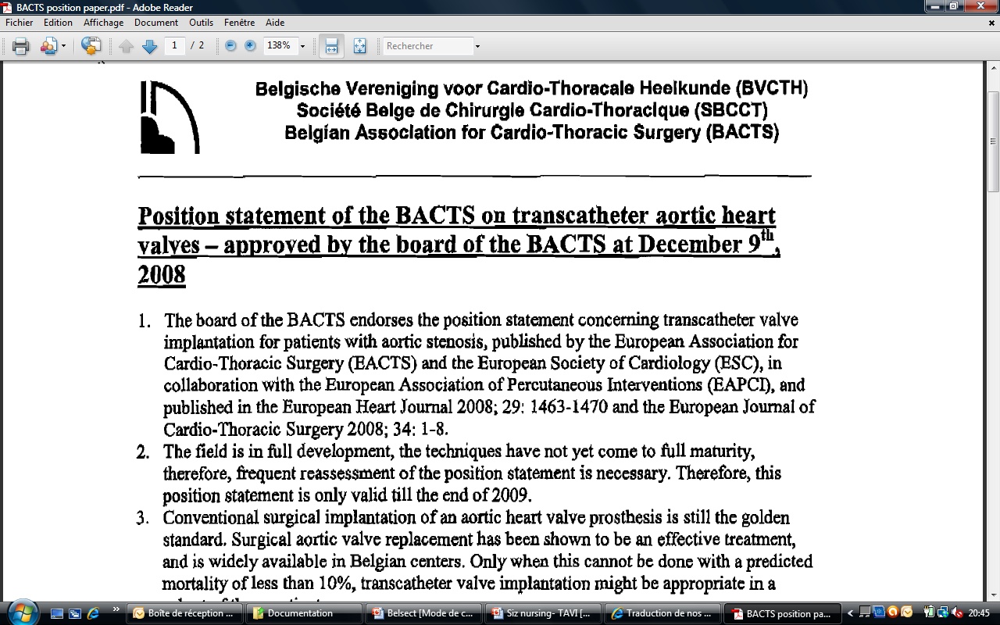 BACTS position paper.pdf - Adobe Reader
Fichier Edition Affichage Document Outils Fenêtre Aide
1 / 2 138% Rechercher
Belgische Vereniging voor Cardio-Thoracale Heelkunde (BVCTH)
Société Belge de Chirurgie Cardio-Thoracique (SBCCT)
Belgian Association for Cardio-Thoracic Surgery (BACTS)
Position statement of the BACTS on transcatheter aortic heart
valves – approved by the board of the BACTS at December 9th,
2008
1. The board of the BACTS endorses the position statement concerning transcatheter valve
implantation for patients with aortic stenosis, published by the European Association for
Cardio-Thoracic Surgery (EACTS) and the European Society of Cardiology (ESC), in
collaboration with the European Association of Percutaneous Interventions (EAPCI), and
published in the European Heart Journal 2008; 29: 1463-1470 and the European Journal of
Cardio-Thoracic Surgery 2008; 34: 1-8.
2. The field is in full development, the techniques have not yet come to full maturity,
therefore, frequent reassessment of the position statement is necessary. Therefore, this
position statement is only valid till the end of 2009.
3. Conventional surgical implantation of an aortic heart valve prosthesis is still the golden
standard. Surgical aortic valve replacement has been shown to be an effective treatment,
and is widely available in Belgian centers. Only when this cannot be done with a predicted
mortality of less than 10%, transcatheter valve implantation might be appropriate in a
Boîte de réception ... Documentation Belsect [Mode de c... Siz nursing- TAVI [... Traduction de nos ... BACTS position pa... 20:45